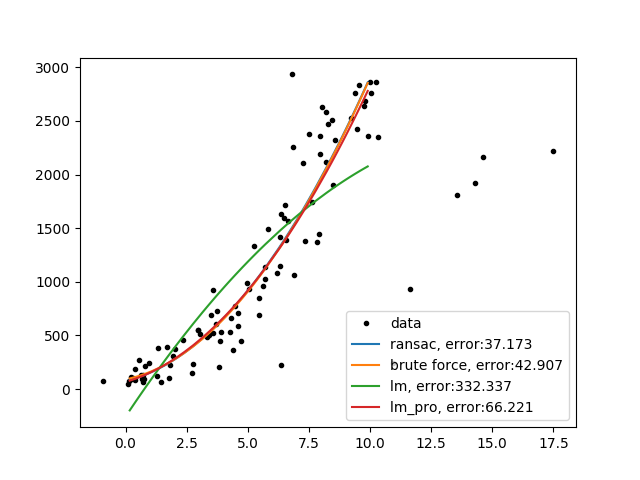 3000
2500
2000
1500
1000
500
0
0.0 2.5 5.0 7.5 10.0 12.5 15.0 17.5
data
ransac, error:37.173
brute force, error:42.907
lm, error:332.337
lm_pro, error:66.221